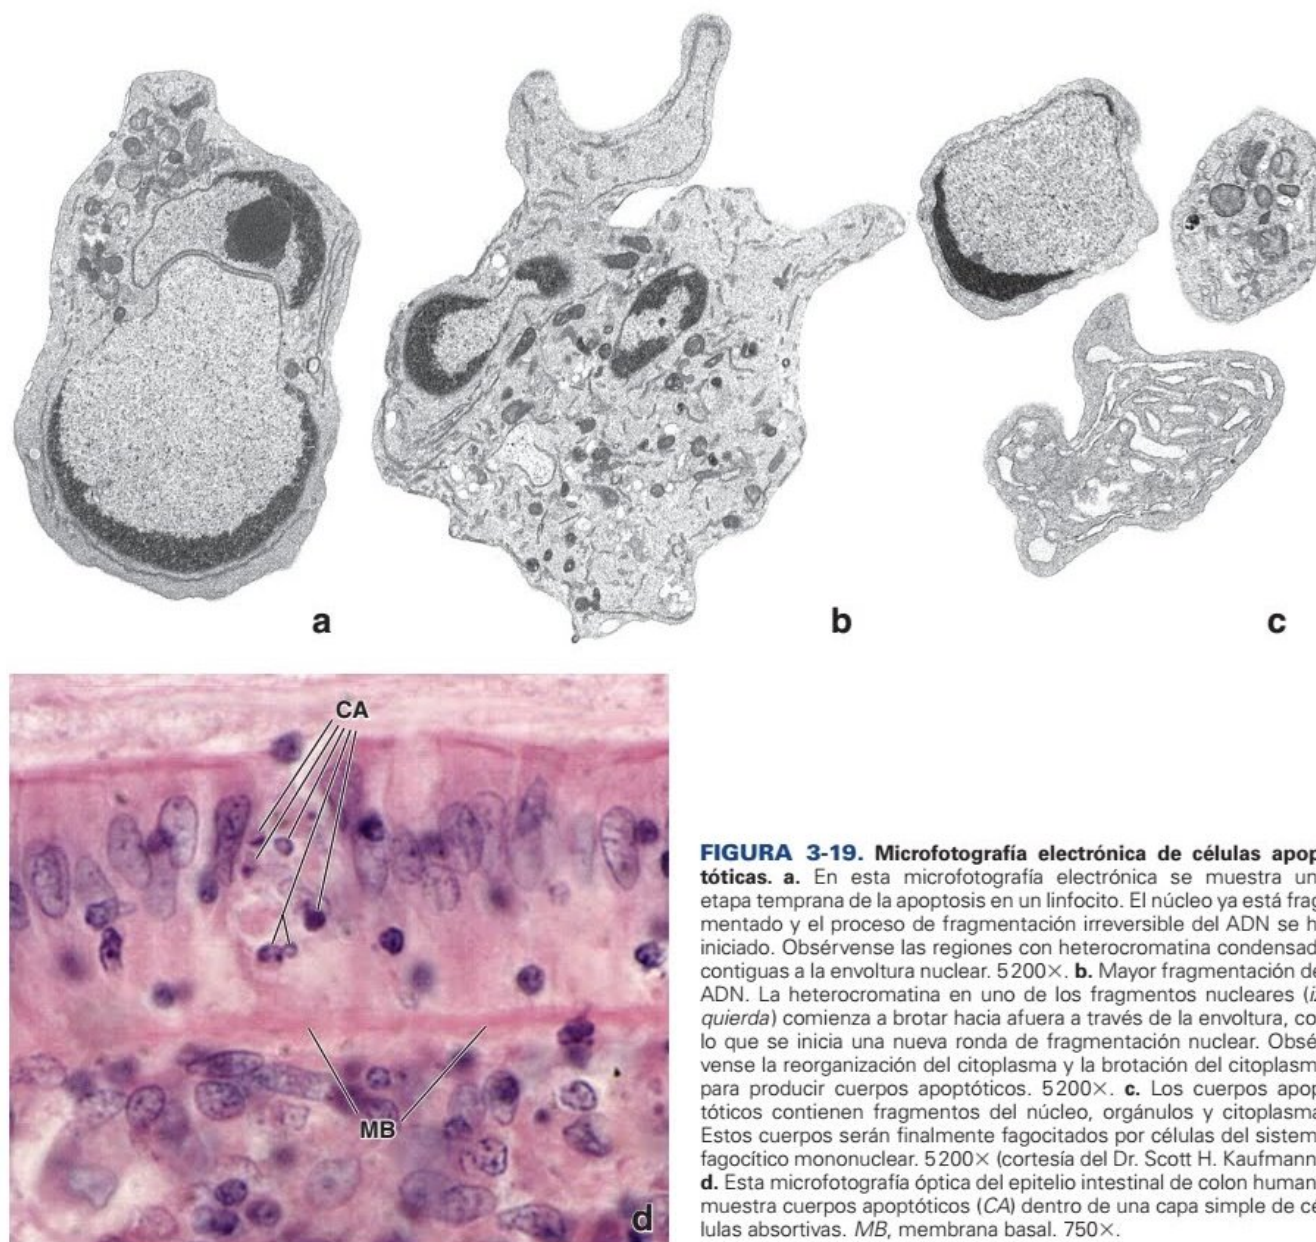 a
b
c
CA
MB
d
FIGURA 3-19. Microfotografía electrónica de células apop
tóticas. a. En esta microfotografía electrónica se muestra un
etapa temprana de la apoptosis en un linfocito. El núcleo ya está frag
mentado y el proceso de fragmentación irreversible del ADN se h
iniciado. Obsérvense las regiones con heterocromatina condensad
contiguas a la envoltura nuclear. 5200×. b. Mayor fragmentación de
ADN. La heterocromatina en uno de los fragmentos nucleares (i
quierda) comienza a brotar hacia afuera a través de la envoltura, co
lo que se inicia una nueva ronda de fragmentación nuclear. Obsé
vense la reorganización del citoplasma y la brotación del citoplasm
para producir cuerpos apoptóticos. 5200×. c. Los cuerpos apo
tóticos contienen fragmentos del núcleo, orgánulos y citoplasma
Estos cuerpos serán finalmente fagocitados por células del sistem
fagocítico mononuclear. 5200× (cortesía del Dr. Scott H. Kaufmann
d. Esta microfotografía óptica del epitelio intestinal de colon human
muestra cuerpos apoptóticos (CA) dentro de una capa simple de cé
lulas absortivas. MB, membrana basal. 750×.